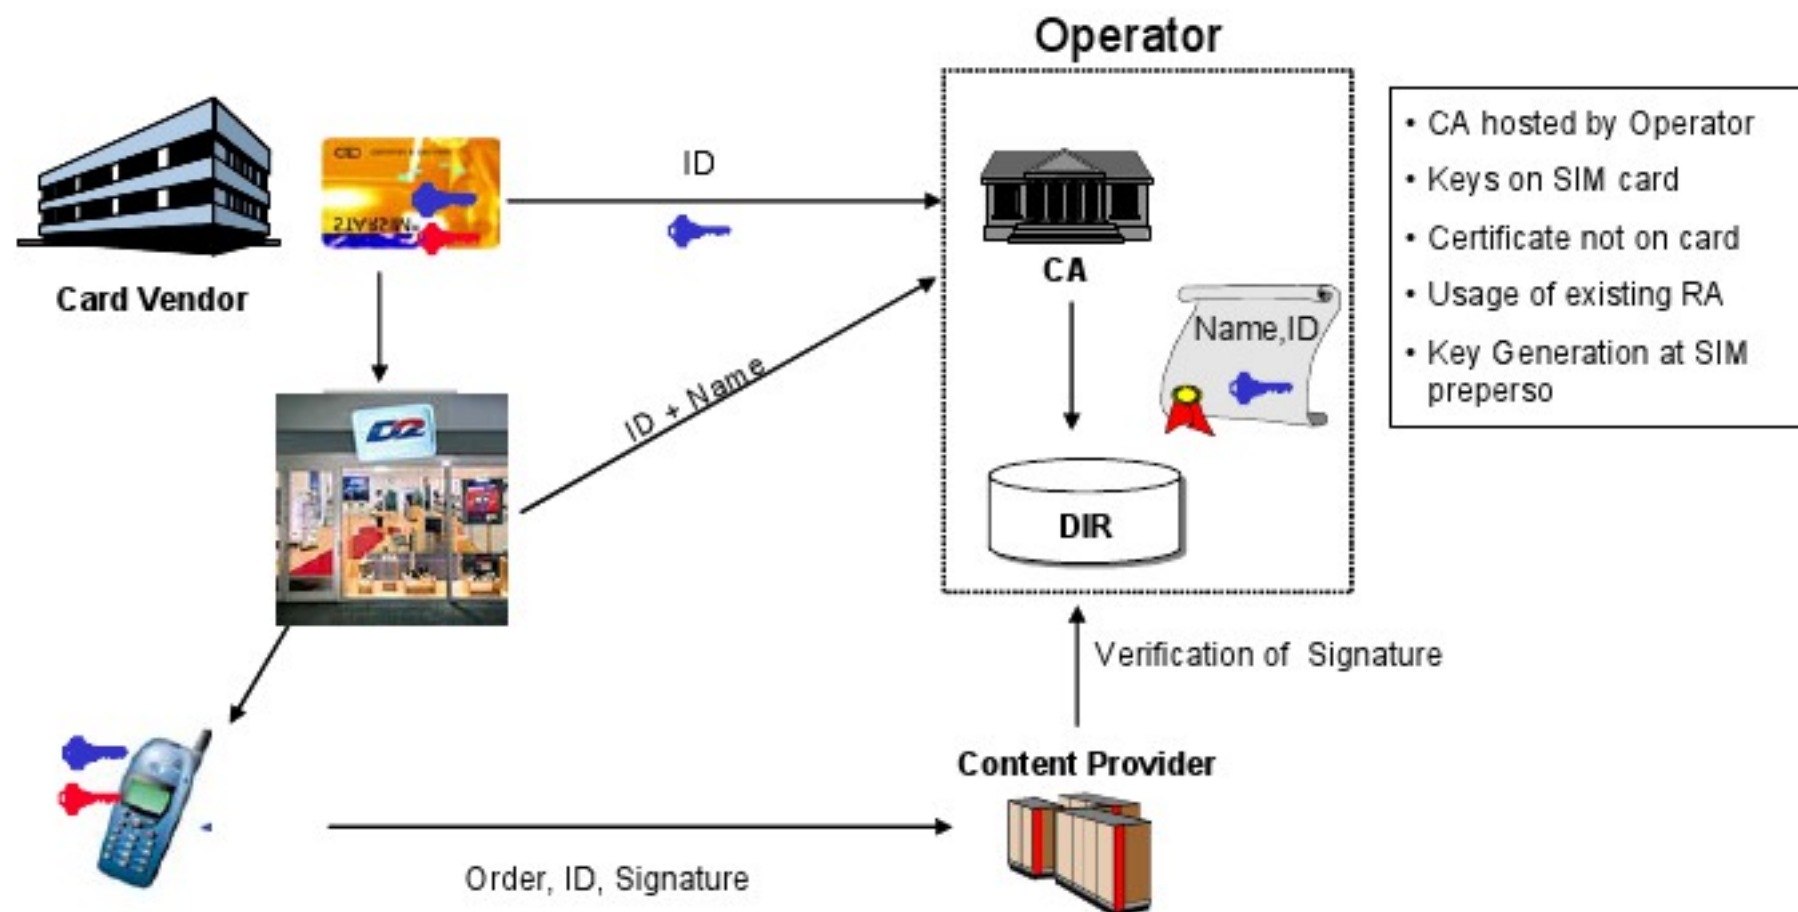 Operator
• CA hosted by Operator
• Keys on SIM card
• Certificate not on card
• Usage of existing RA
• Key Generation at SIM
preperso
ID
STARSIM
Card Vendor
CA
Name,ID
ID + Name
D2
DIR
Verification of Signature
Content Provider
Order, ID, Signature